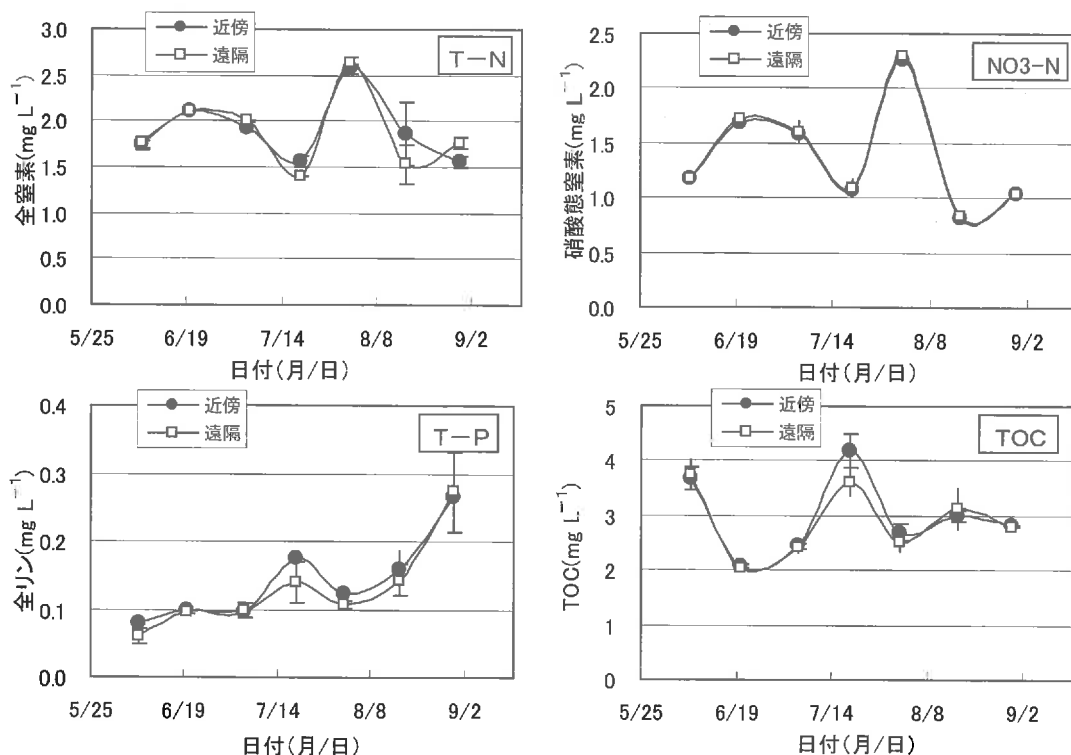 近傍
遠隔
T－N
全窒素(mg L⁻¹)
3.0
2.5
2.0
1.5
1.0
0.5
0.0
5/25
6/19
7/14
8/8
9/2
日付(月/日)
近傍
遠隔
NO3-N
硝酸態窒素(mg L⁻¹)
2.5
2.0
1.5
1.0
0.5
0.0
5/25
6/19
7/14
8/8
9/2
日付(月/日)
近傍
遠隔
T－P
全リン(mg L⁻¹)
0.4
0.3
0.2
0.1
0.0
5/25
6/19
7/14
8/8
9/2
日付(月/日)
近傍
遠隔
TOC
TOC(mg L⁻¹)
5
4
3
2
1
0
5/25
6/19
7/14
8/8
9/2
日付(月/日)